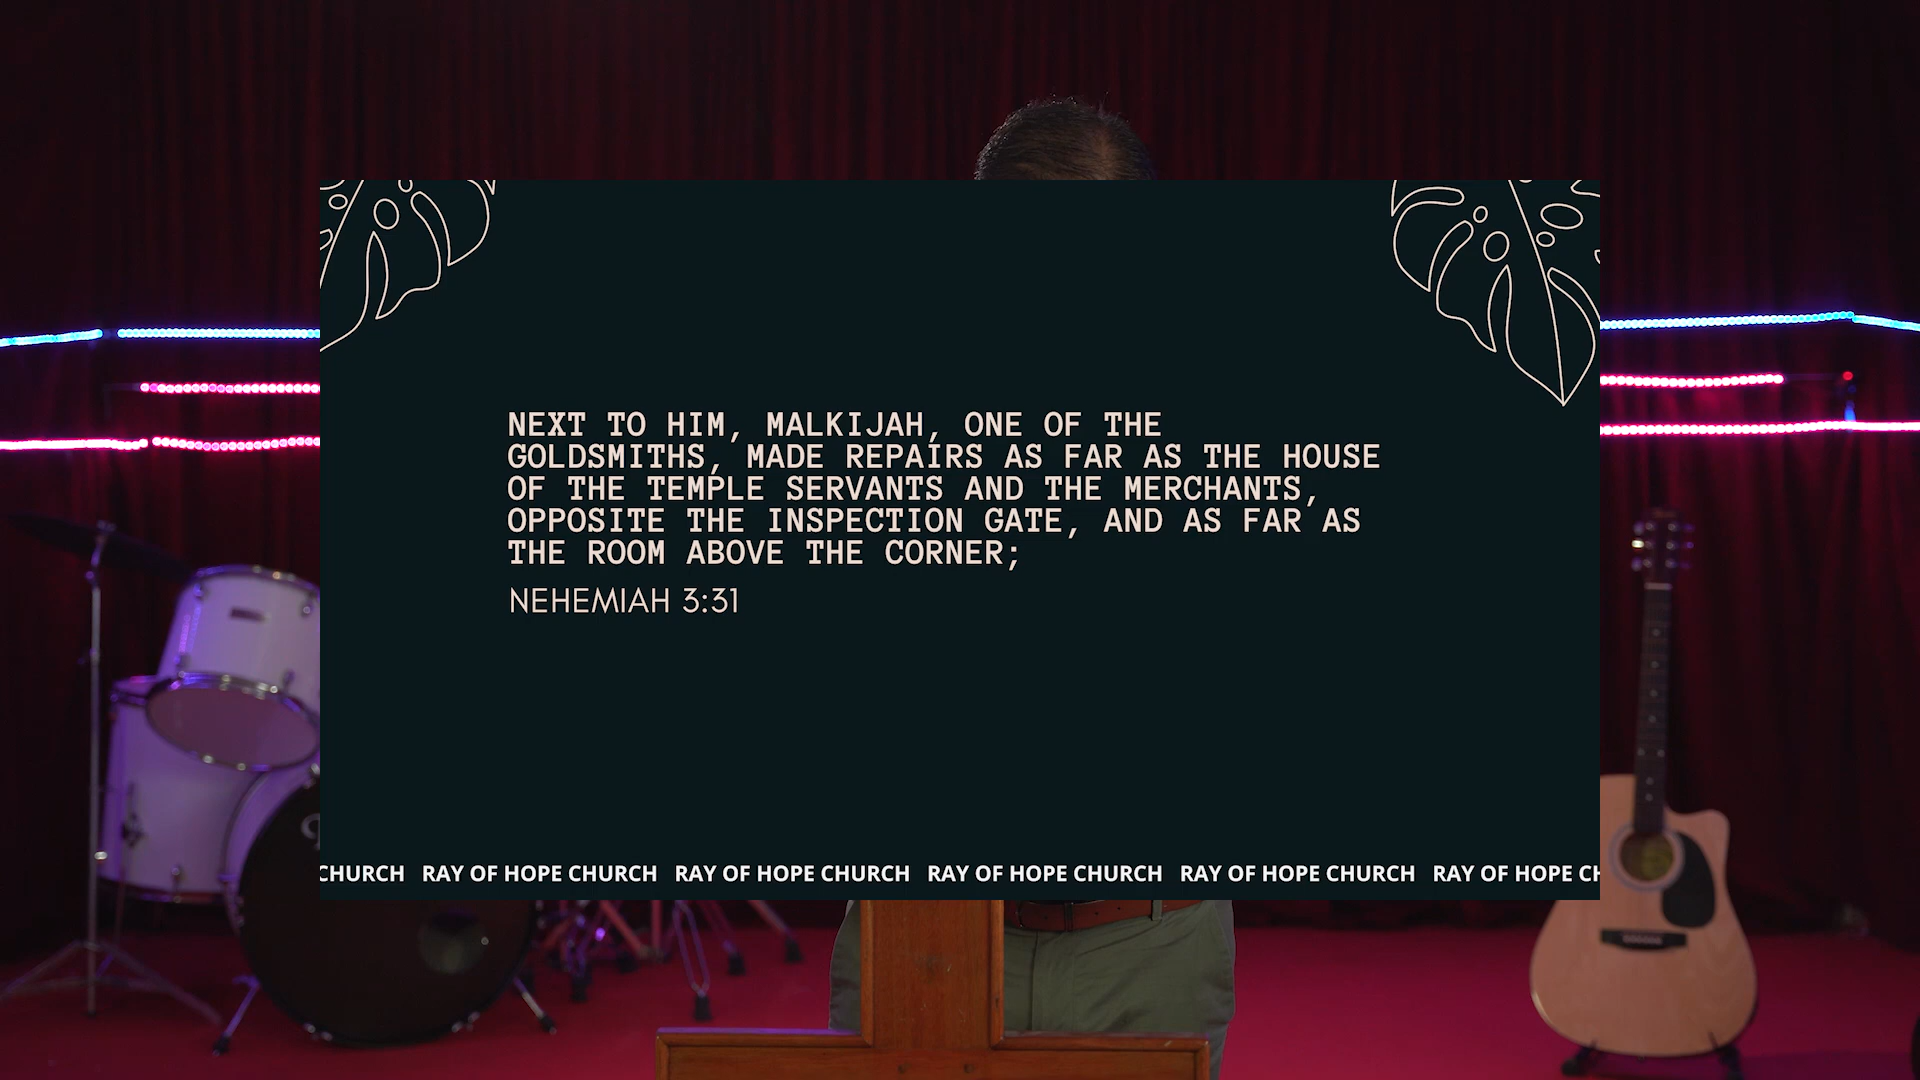 NEXT TO HIM, MALKIJAH, ONE OF THE
GOLDSMITHS, MADE REPAIRS AS FAR AS THE HOUSE
OF THE TEMPLE SERVANTS AND THE MERCHANTS,
OPPOSITE THE INSPECTION GATE, AND AS FAR AS
THE ROOM ABOVE THE CORNER;
NEHEMIAH 3:31
CHURCH RAY OF HOPE CHURCH RAY OF HOPE CHURCH RAY OF HOPE CHURCH RAY OF HOPE CHURCH RAY OF HOPE CH